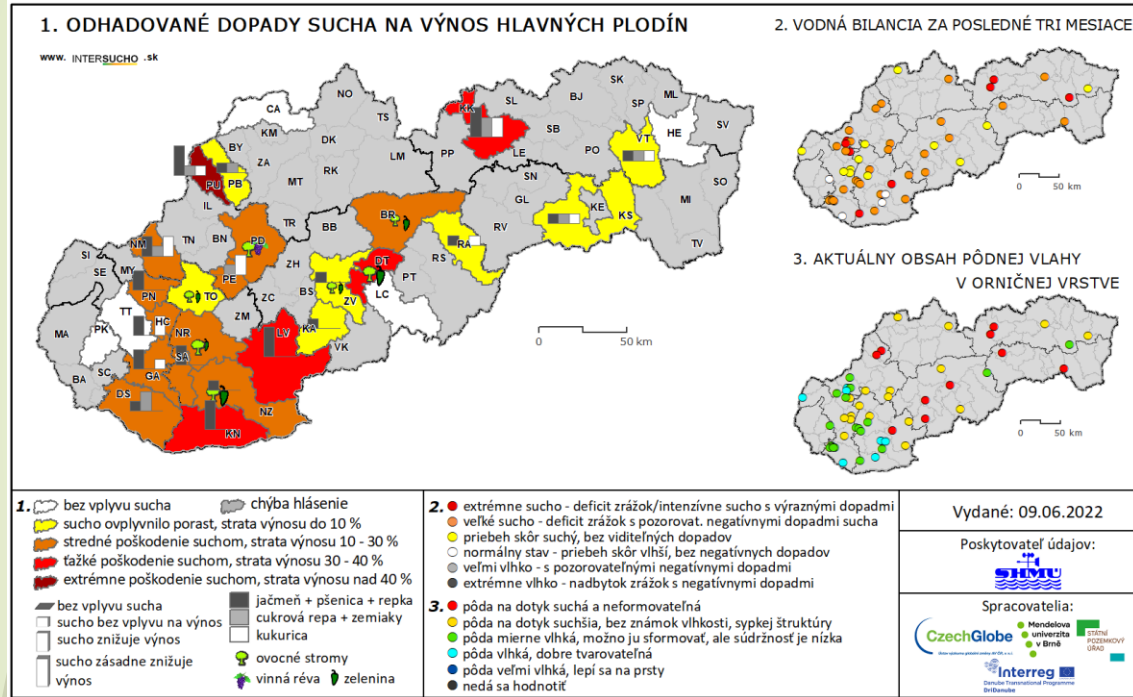 1. ODHADOVANÉ DOPADY SUCHA NA VÝNOS HLAVNÝCH PLODÍN
www. INTERSUCHO .sk
CA
NO
TS
KM
DK
BY
ZA
RK
LM
PU
PB
MT
IL
TR
KK
SL
BJ
SK
SP
ML
SV
HE
VT
SB
LE
PP
PO
SN
GL
KE
KS
MI
SO
TV
RV
NM
TN
BN
PD
BB
BR
RA
RS
SI
SE
MY
PE
ZH
DT
PT
PN
TO
BS
ZV
LC
TT
HC
ZM
ZC
MA
PK
NR
LV
KA
VK
SA
SC
GA
BA
DS
NZ
KN
0 50 km
2. VODNÁ BILANCIA ZA POSLEDNÉ TRI MESIACE
0 50 km
3. AKTUÁLNY OBSAH PÔDNEJ VLAHY
V ORNIČNEJ VRSTVE
0 50 km
1. bez vplyvu sucha
chýba hlásenie
sucho ovplyvnilo porast, strata výnosu do 10 %
stredné poškodenie suchom, strata výnosu 10 - 30 %
ťažké poškodenie suchom, strata výnosu 30 - 40 %
extrémne poškodenie suchom, strata výnosu nad 40 %
bez vplyvu sucha
sucho bez vplyvu na výnos
sucho znižuje výnos
sucho zásadne znižuje
výnos
jačmeň + pšenica + repka
cukrová repa + zemiaky
kukurica
ovocné stromy
vinná réva
zelenina
2. extrémne sucho - deficit zrážok/intenzívne sucho s výraznými dopadmi
veľké sucho - deficit zrážok s pozorovat. negatívnymi dopadmi sucha
priebeh skôr suchý, bez viditeľných dopadov
normálny stav - priebeh skôr vlhší, bez negatívnych dopadov
veľmi vlhko - s pozorovateľnými negatívnymi dopadmi
extrémne vlhko - nadbytok zrážok s negatívnymi dopadmi
3. pôda na dotyk suchá a neformovateľná
pôda na dotyk suchšia, bez známok vlhkosti, sypkej štruktúry
pôda mierne vlhká, možno ju sformovať, ale súdržnosť je nízka
pôda vlhká, dobre tvarovateľná
pôda veľmi vlhká, lepí sa na prsty
nedá sa hodnotiť
Vydané: 09.06.2022
Poskytovateľ údajov:
SHMÚ
Spracovatelia:
CzechGlobe
Mendelova
univerzita
v Brně
STÁTNÍ
POZEMKOVÝ
ÚŘAD
Interreg
Danube Transnational Programme
DriDanube